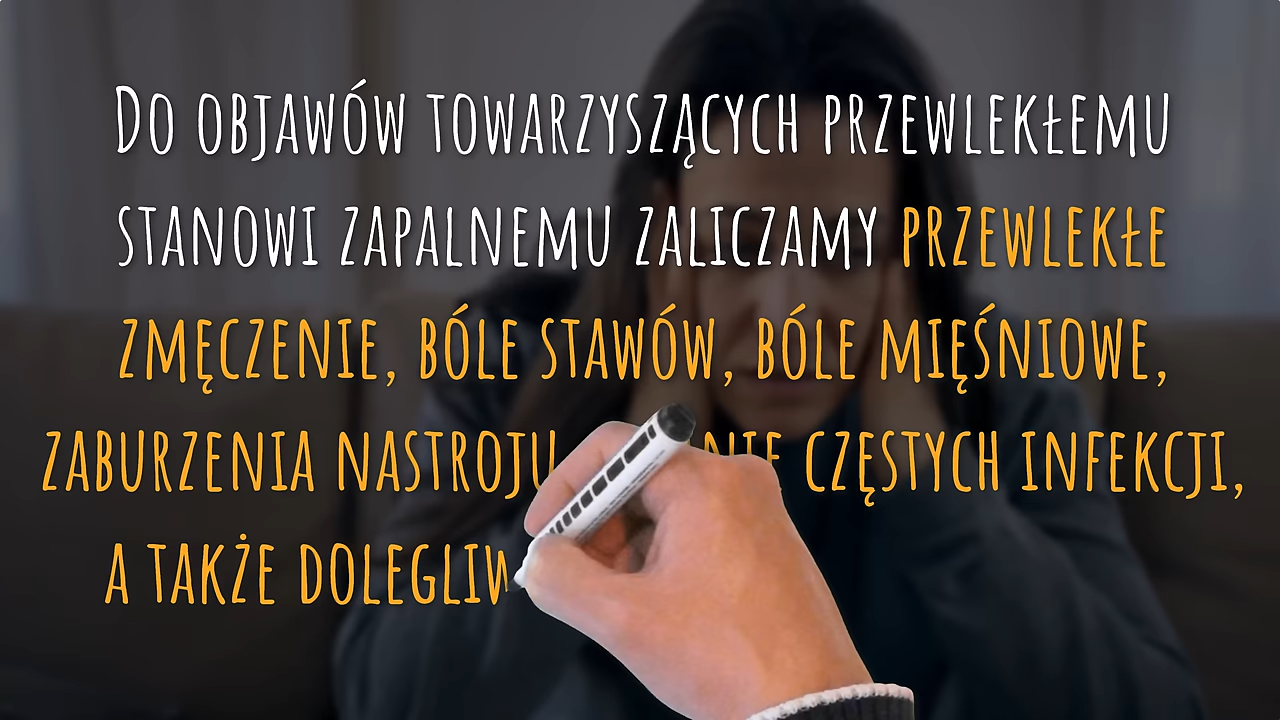 Do objawów towarzyszących przewlekłemu
stanowi zapalnemu zaliczamy przewlekłe
zmęczenie, bóle stawów, bóle mięśniowe,
zaburzenia nastroju częstych infekcji,
a także